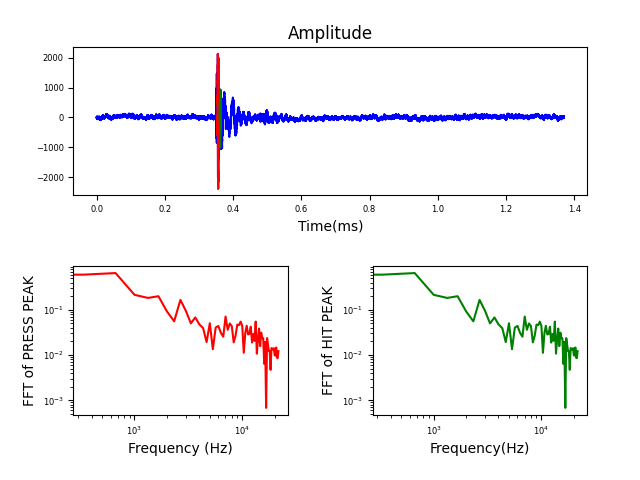 Amplitude
2000
1000
0
−1000
−2000
0.0 0.2 0.4 0.6 0.8 1.0 1.2 1.4
Time(ms)
FFT of PRESS PEAK
10⁻¹
10⁻²
10⁻³
10³ 10⁴
Frequency (Hz)
FFT of HIT PEAK
10⁻¹
10⁻²
10⁻³
10³ 10⁴
Frequency(Hz)